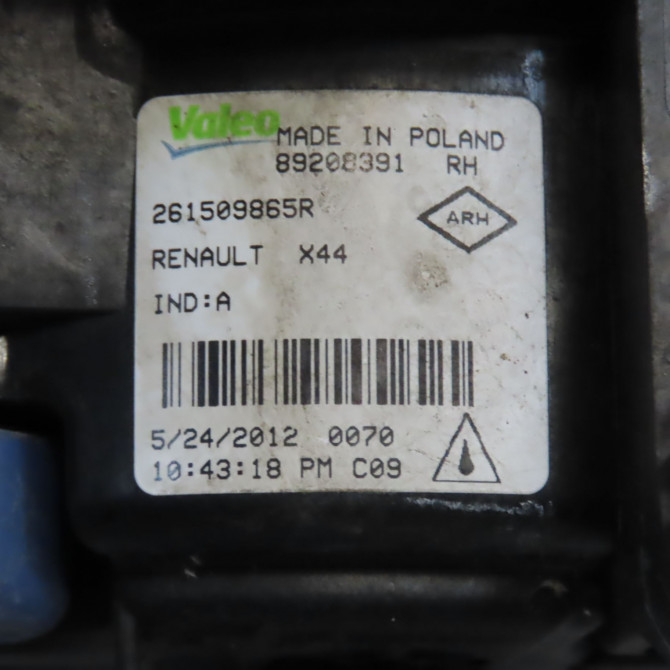 Valeo MADE IN POLAND
89208391 RH
261509865R
ARH
RENAULT X44
IND:A
5/24/2012 0070
10:43:18 PM C09